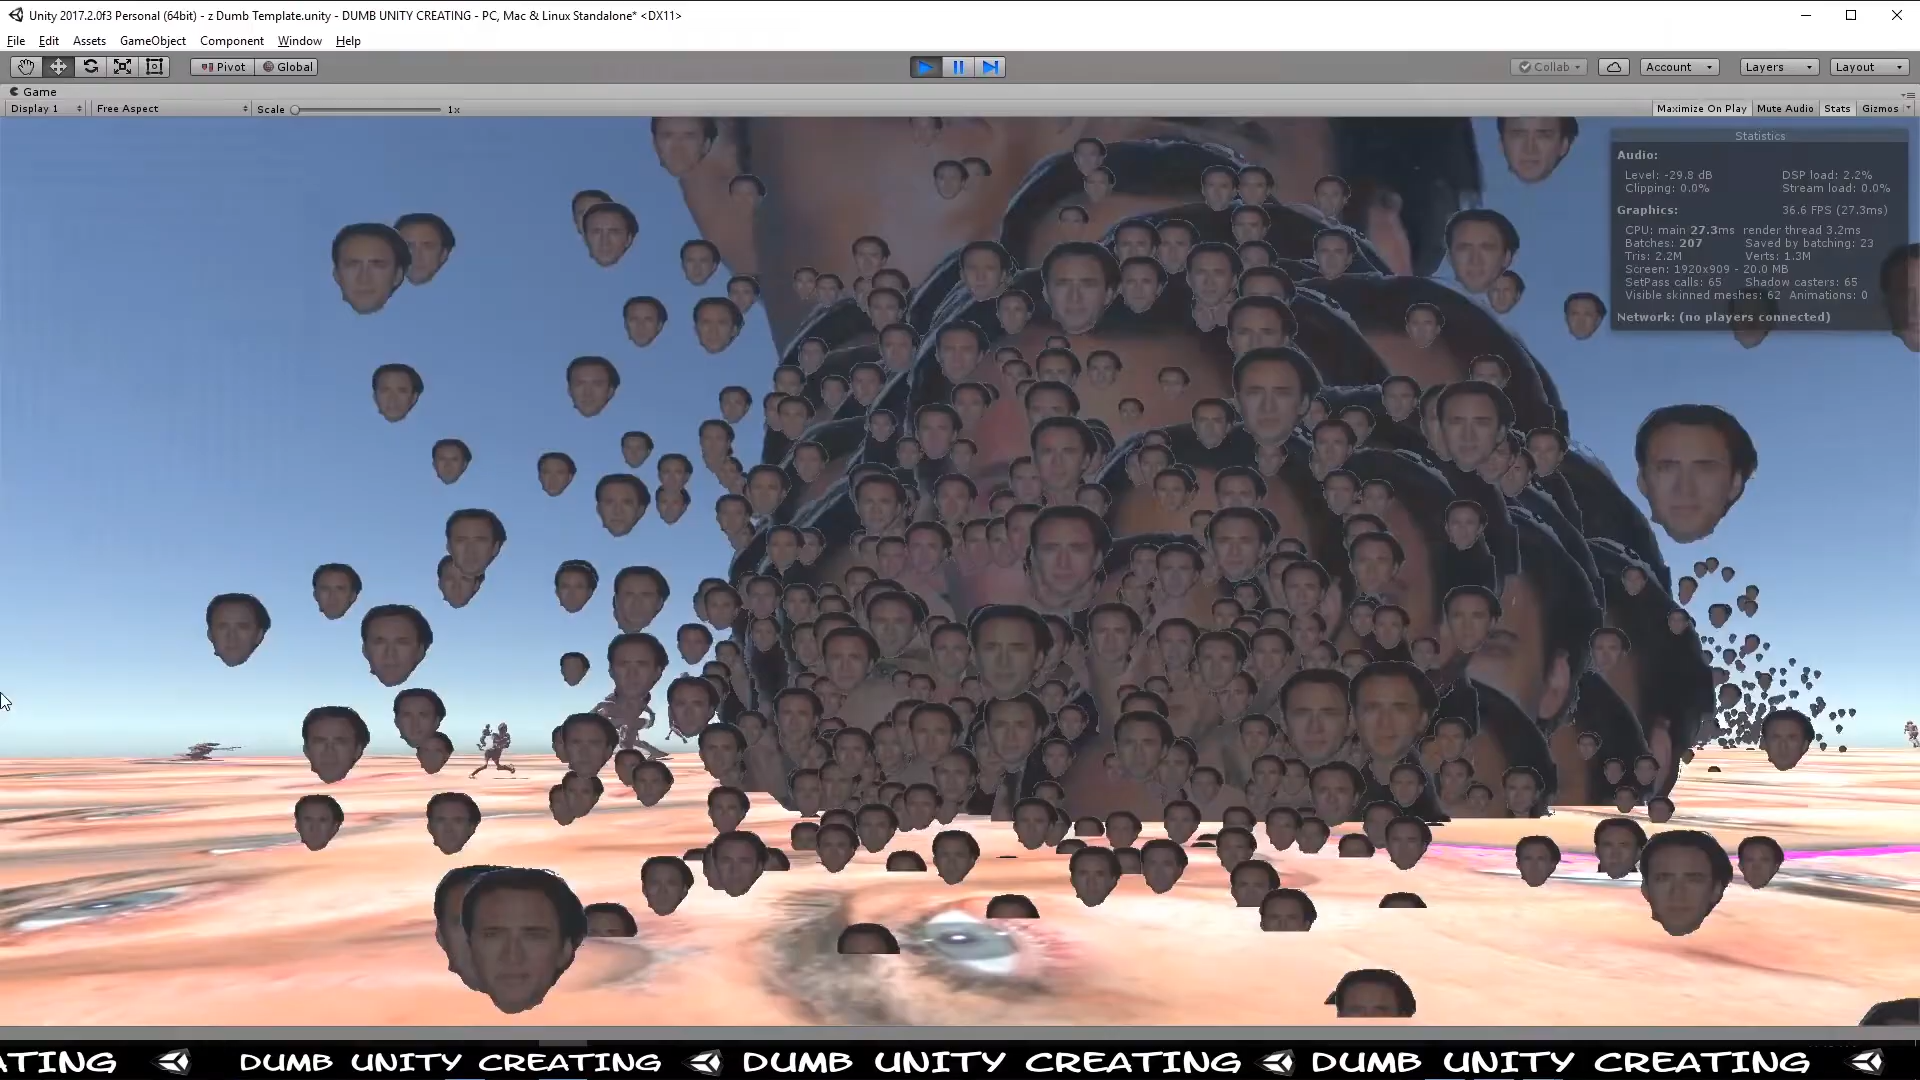 Unity 2017.2.0f3 Personal (64bit) - z Dumb Template.unity - DUMB UNITY CREATING - PC, Mac & Linux Standalone* <DX11>
File Edit Assets GameObject Component Window Help
Pivot Global Collab Account Layers Layout
Game
Display 1 Free Aspect Scale 1x Maximize On Play Mute Audio Stats Gizmos
Statistics
Audio:
Level: -29.8 dB DSP load: 2.2%
Clipping: 0.0% Stream load: 0.0%
Graphics: 36.6 FPS (27.3ms)
CPU: main 27.3ms render thread 3.2ms
Batches: 207 Saved by batching: 23
Tris: 2.2M Verts: 1.3M
Screen: 1920x909 - 20.0 MB
SetPass calls: 65 Shadow casters: 65
Visible skinned meshes: 62 Animations: 0
Network: (no players connected)
ATING DUMB UNITY CREATING DUMB UNITY CREATING DUMB UNITY CREATING